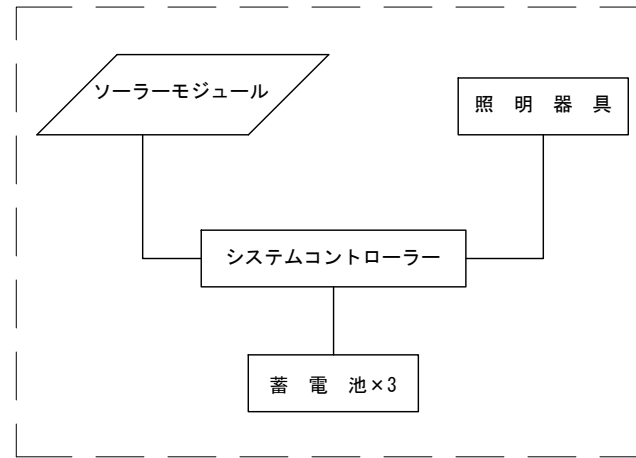 ソーラーモジュール
照　明　器　具
システムコントローラー
蓄　電　池×3